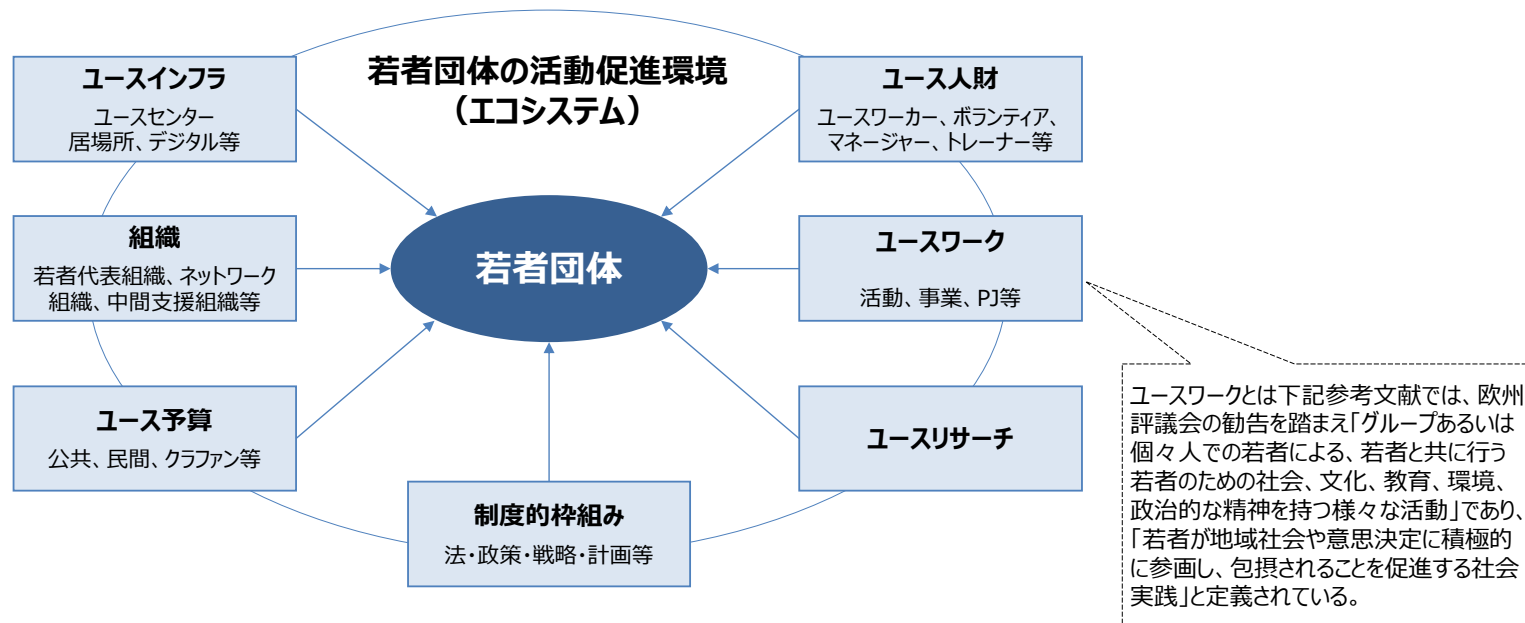 若者団体の活動促進環境
（エコシステム）
ユースインフラ
ユースセンター
居場所、デジタル等
ユース人財
ユースワーカー、ボランティア、
マネージャー、トレーナー等
組織
若者代表組織、ネットワーク
組織、中間支援組織等
若者団体
ユースワーク
活動、事業、PJ等
ユース予算
公共、民間、クラファン等
ユースリサーチ
制度的枠組み
法・政策・戦略・計画等
ユースワークとは下記参考文献では、欧州
評議会の勧告を踏まえ「グループあるいは
個々人での若者による、若者と共に行う
若者のための社会、文化、教育、環境、
政治的な精神を持つ様々な活動」であり、
「若者が地域社会や意思決定に積極的
に参画し、包摂されることを促進する社会
実践」と定義されている。